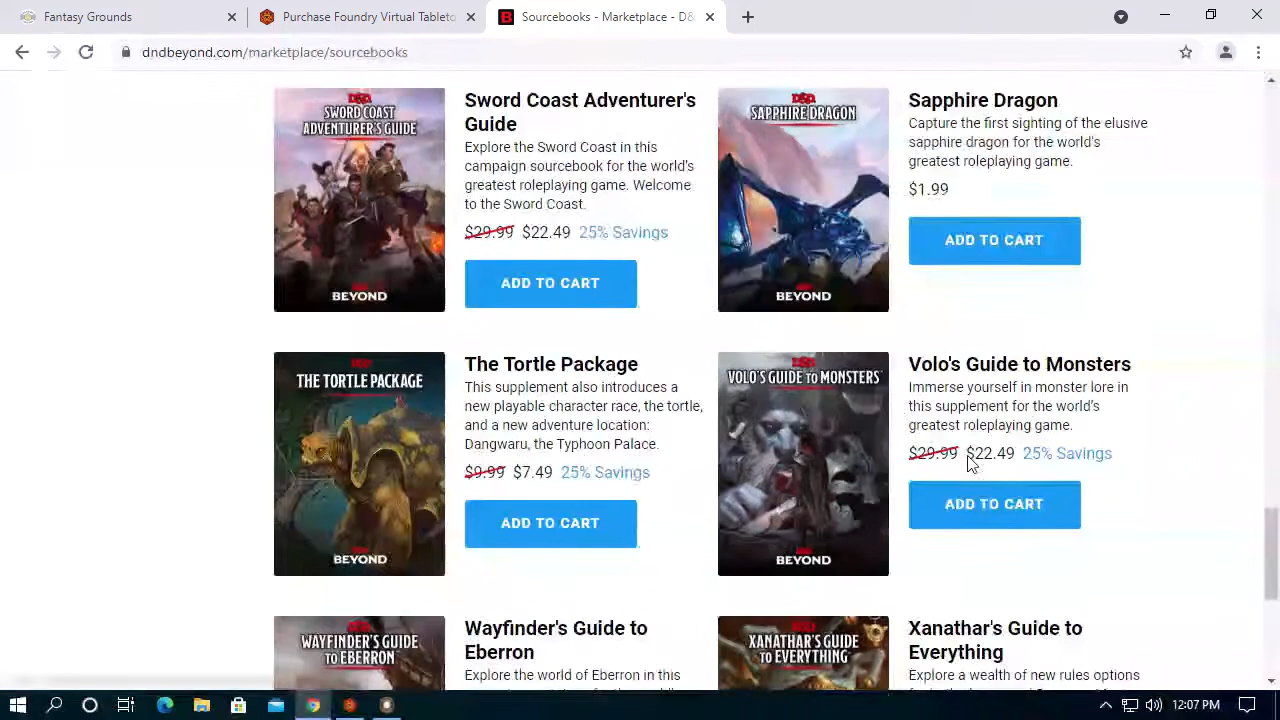 Fantasy Grounds
Purchase Foundry Virtual Tableto
Sourcebooks - Marketplace - D&
dndbeyond.com/marketplace/sourcebooks
D&D
SWORD COAST
ADVENTURER'S GUIDE
BEYOND
Sword Coast Adventurer's
Guide
Explore the Sword Coast in this
campaign sourcebook for the world's
greatest roleplaying game. Welcome
to the Sword Coast.
$29.99 $22.49 25% Savings
ADD TO CART
D&D
SAPPHIRE DRAGON
BEYOND
Sapphire Dragon
Capture the first sighting of the elusive
sapphire dragon for the world's
greatest roleplaying game.
$1.99
ADD TO CART
THE TORTLE PACKAGE
BEYOND
The Tortle Package
This supplement also introduces a
new playable character race, the tortle,
and a new adventure location:
Dangwaru, the Typhoon Palace.
$9.99 $7.49 25% Savings
ADD TO CART
VOLO'S GUIDE TO MONSTERS
BEYOND
Volo's Guide to Monsters
Immerse yourself in monster lore in
this supplement for the world's
greatest roleplaying game.
$29.99 $22.49 25% Savings
ADD TO CART
WAYFINDER'S GUIDE
TO EBERRON
Wayfinder's Guide to
Eberron
Explore the world of Eberron in this
XANATHAR'S GUIDE
TO EVERYTHING
Xanathar's Guide to
Everything
Explore a wealth of new rules options
12:07 PM